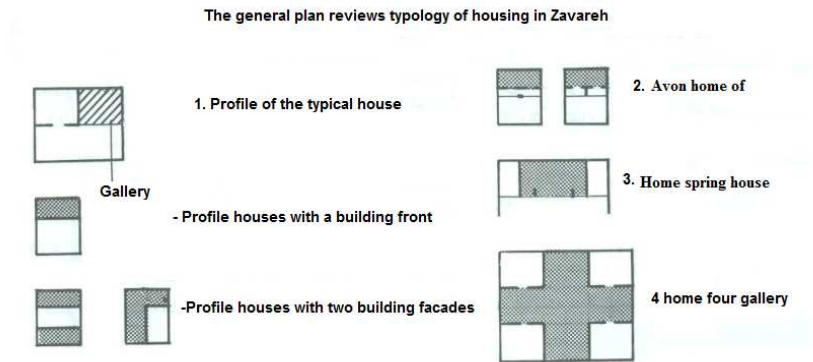 The general plan reviews typology of housing in Zavareh
1. Profile of the typical house
Gallery
- Profile houses with a building front
-Profile houses with two building facades
2. Avon home of
3. Home spring house
4 home four gallery